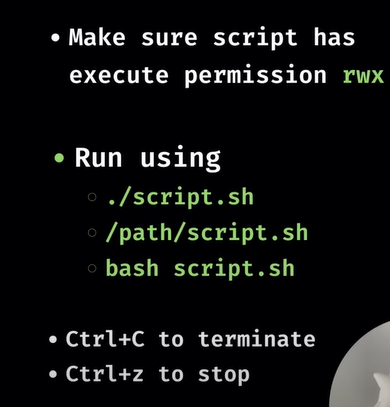 • Make sure script has
execute permission rwx
• Run using
○ ./script.sh
○ /path/script.sh
○ bash script.sh
• Ctrl+C to terminate
• Ctrl+z to stop